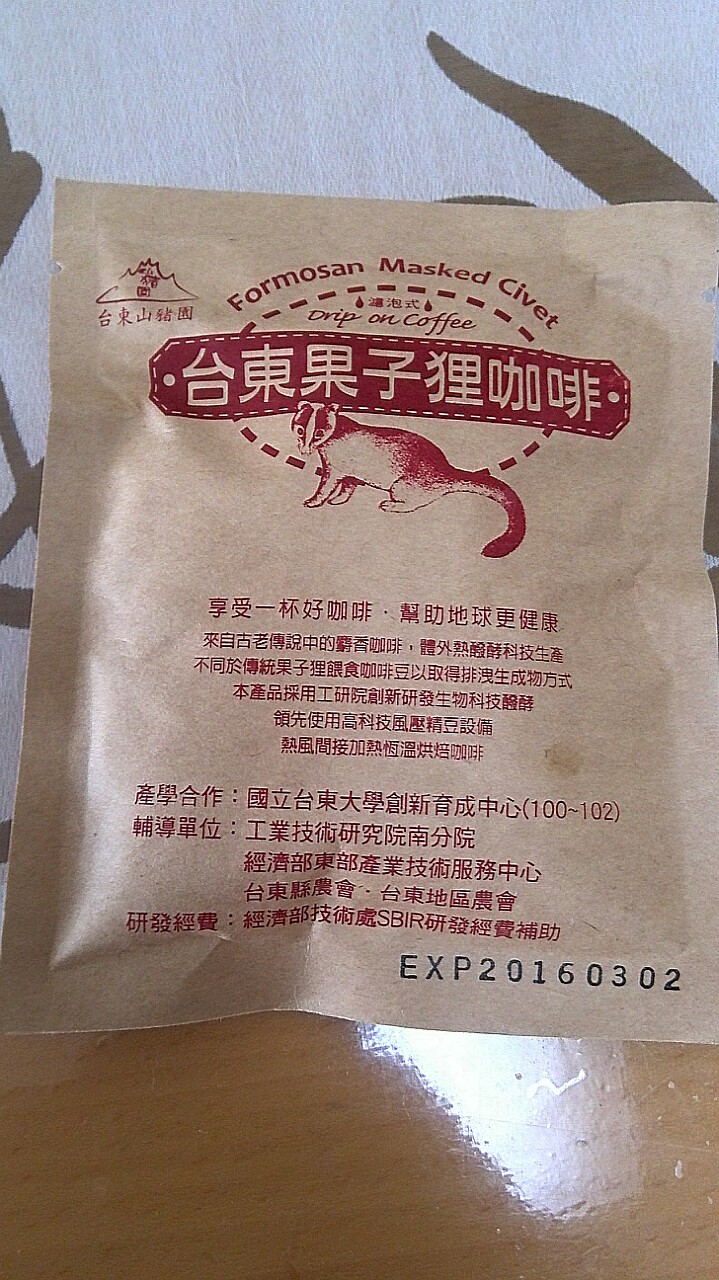 台東山豬園
Formosan Masked Civet
濾泡式
Drip on Coffee
台東果子狸咖啡
享受一杯好咖啡·幫助地球更健康
來自古老傳說中的麝香咖啡，體外熱醱酵科技生產
不同於傳統果子狸餵食咖啡豆以取得排洩生成物方式
本產品採用工研院創新研發生物科技醱酵
領先使用高科技風壓精豆設備
熱風間接加熱恆溫烘焙咖啡
產學合作：國立台東大學創新育成中心(100~102)
輔導單位：工業技術研究院南分院
經濟部東部產業技術服務中心
台東縣農會·台東地區農會
研發經費：經濟部技術處SBIR研發經費補助
EXP20160302